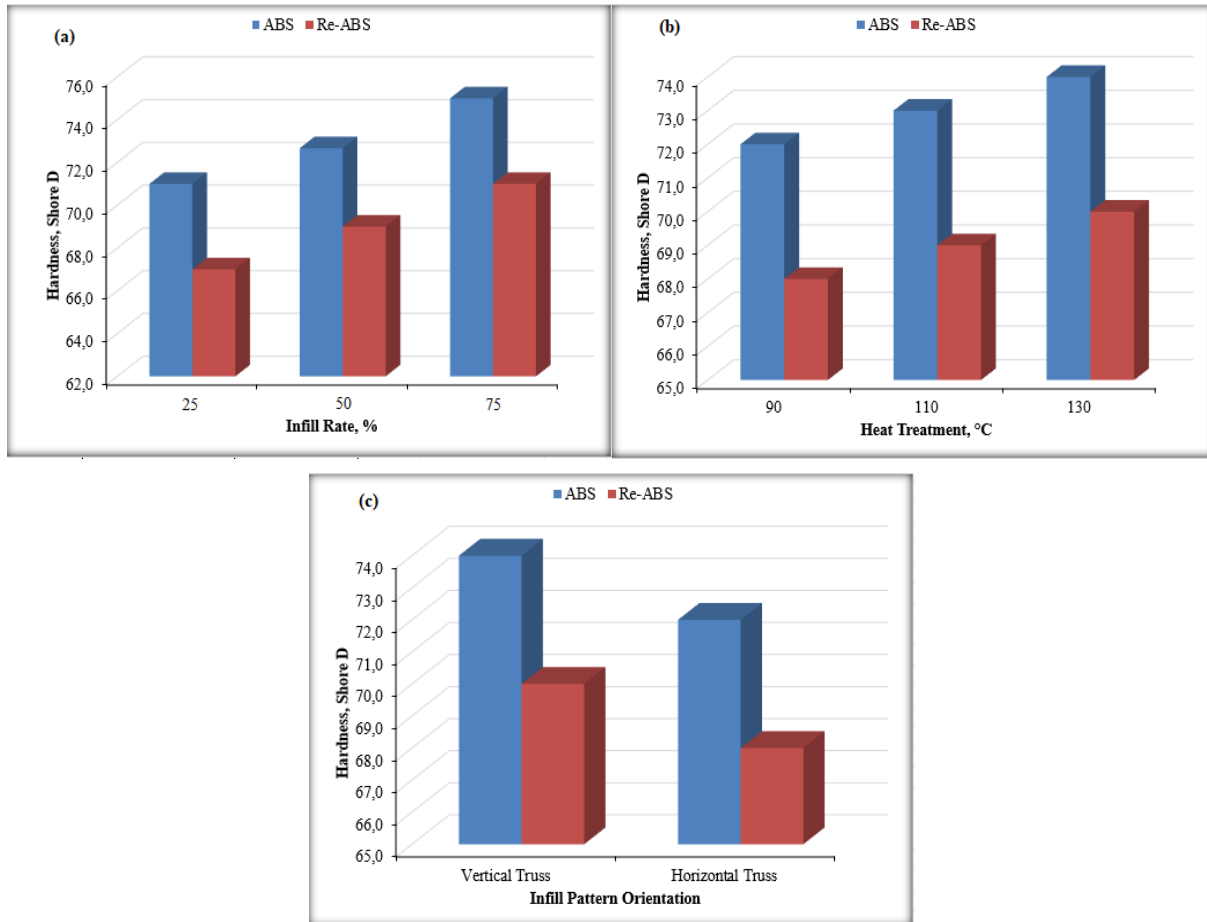 (a)
ABS Re-ABS
76,0
74,0
72,0
70,0
68,0
66,0
64,0
62,0
Hardness, Shore D
25 50 75
Infill Rate, %
(b)
ABS Re-ABS
74,0
73,0
72,0
71,0
70,0
69,0
68,0
67,0
66,0
65,0
Hardness, Shore D
90 110 130
Heat Treatment, °C
(c)
ABS Re-ABS
74,0
73,0
72,0
71,0
70,0
69,0
68,0
67,0
66,0
65,0
Hardness, Shore D
Vertical Truss Horizontal Truss
Infill Pattern Orientation